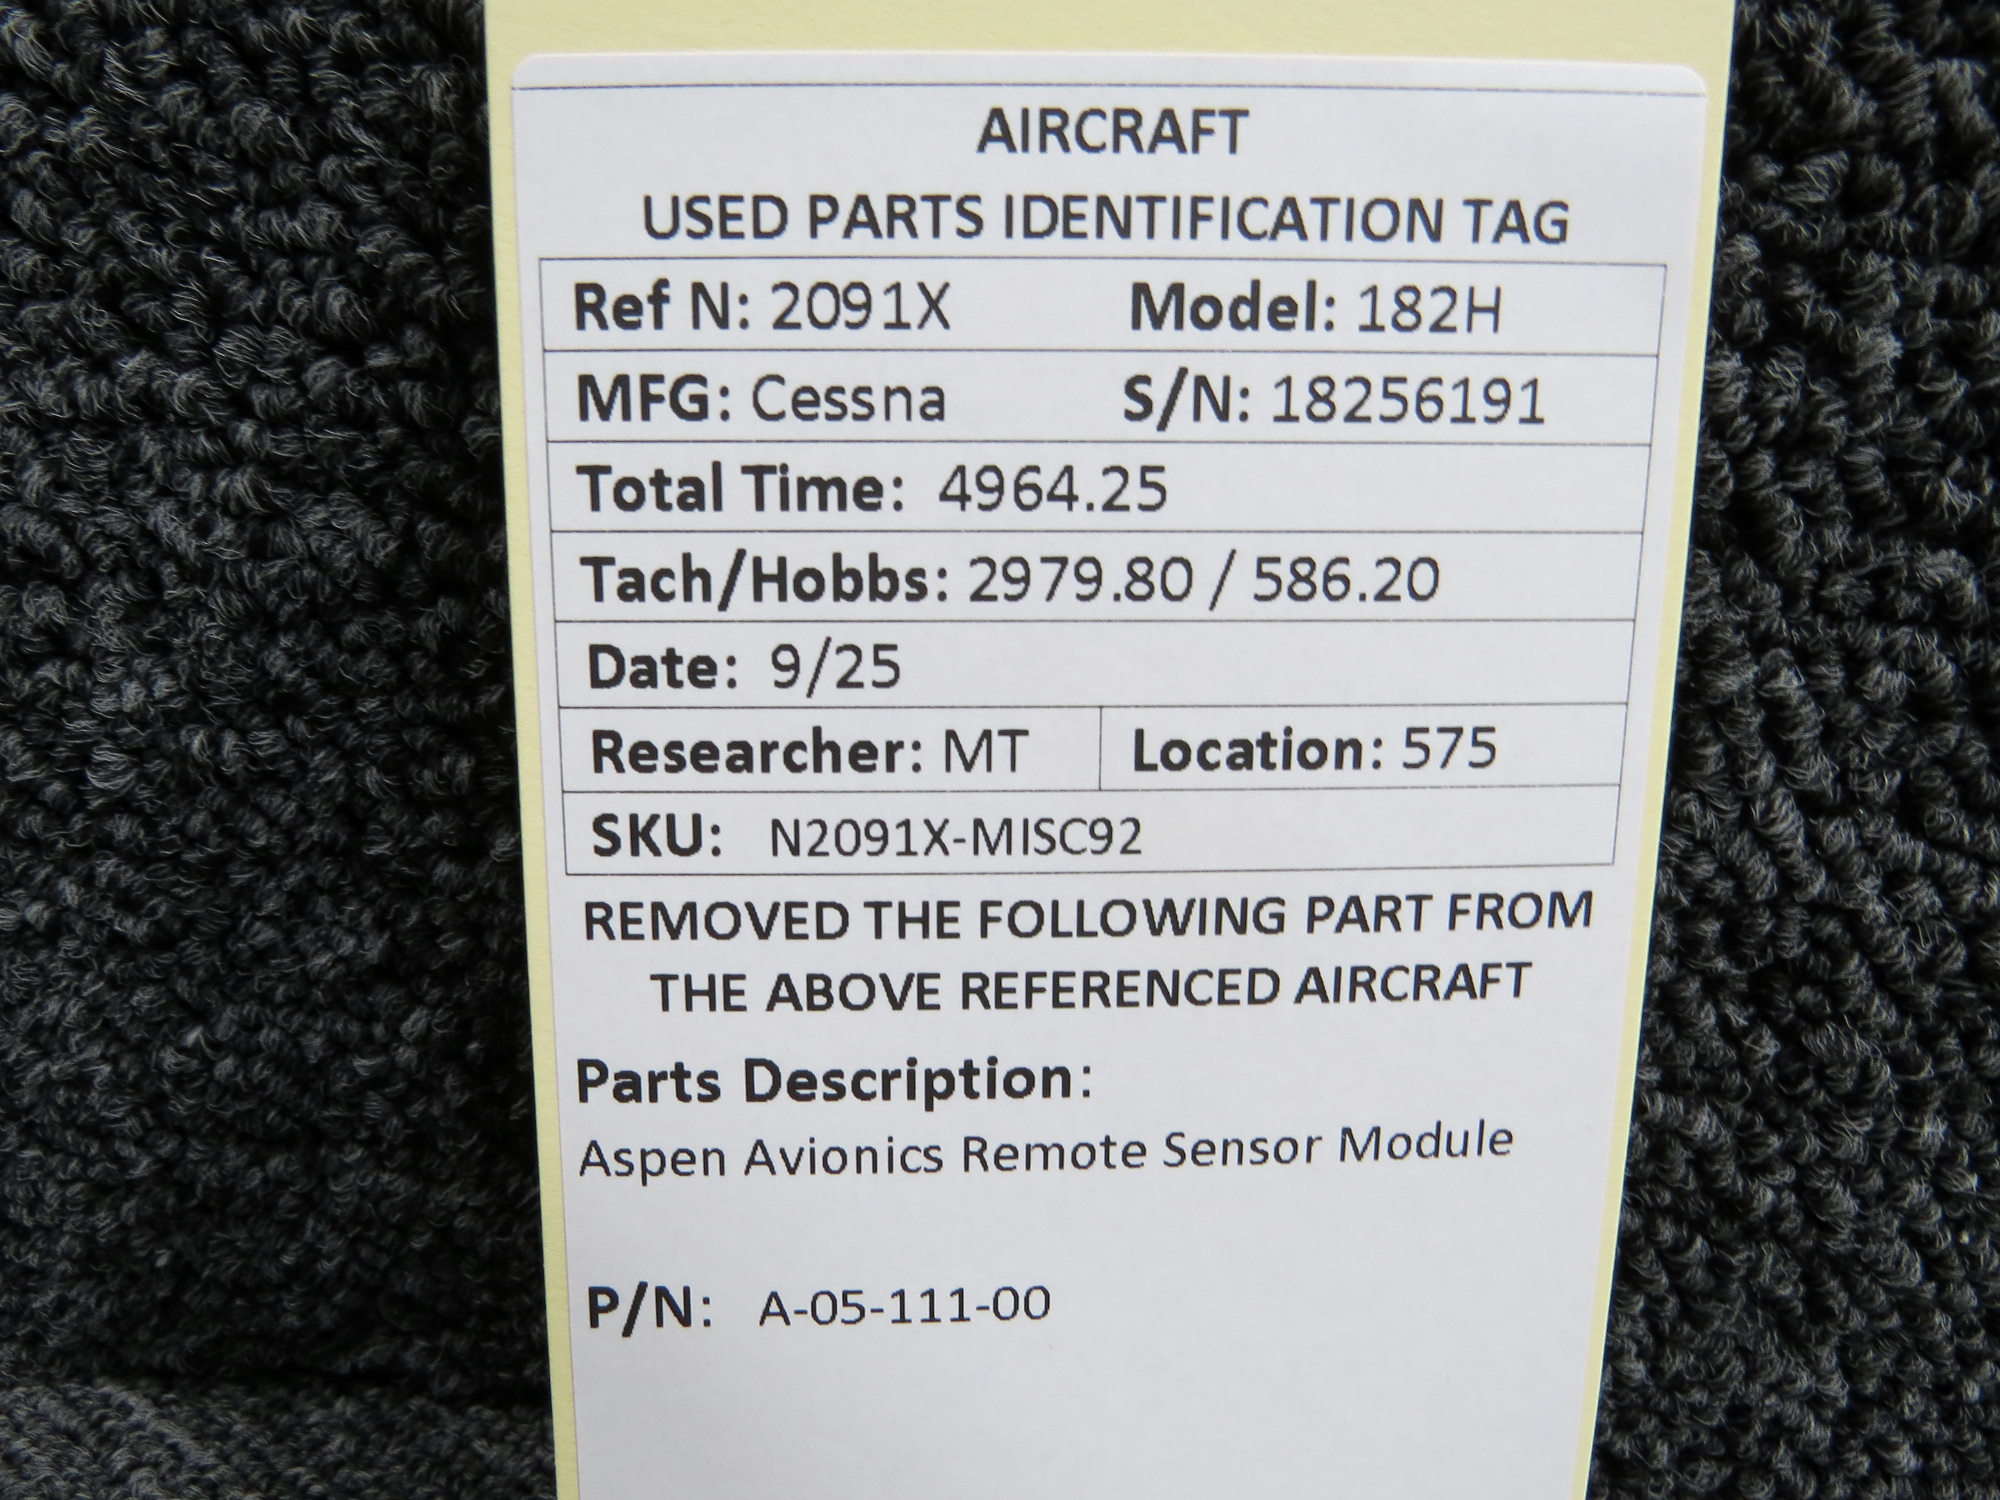 AIRCRAFT
USED PARTS IDENTIFICATION TAG
Ref N: 2091X Model: 182H
MFG: Cessna S/N: 18256191
Total Time: 4964.25
Tach/Hobbs: 2979.80 / 586.20
Date: 9/25
Researcher: MT Location: 575
SKU: N2091X-MISC92
REMOVED THE FOLLOWING PART FROM
THE ABOVE REFERENCED AIRCRAFT
Parts Description:
Aspen Avionics Remote Sensor Module
P/N: A-05-111-00